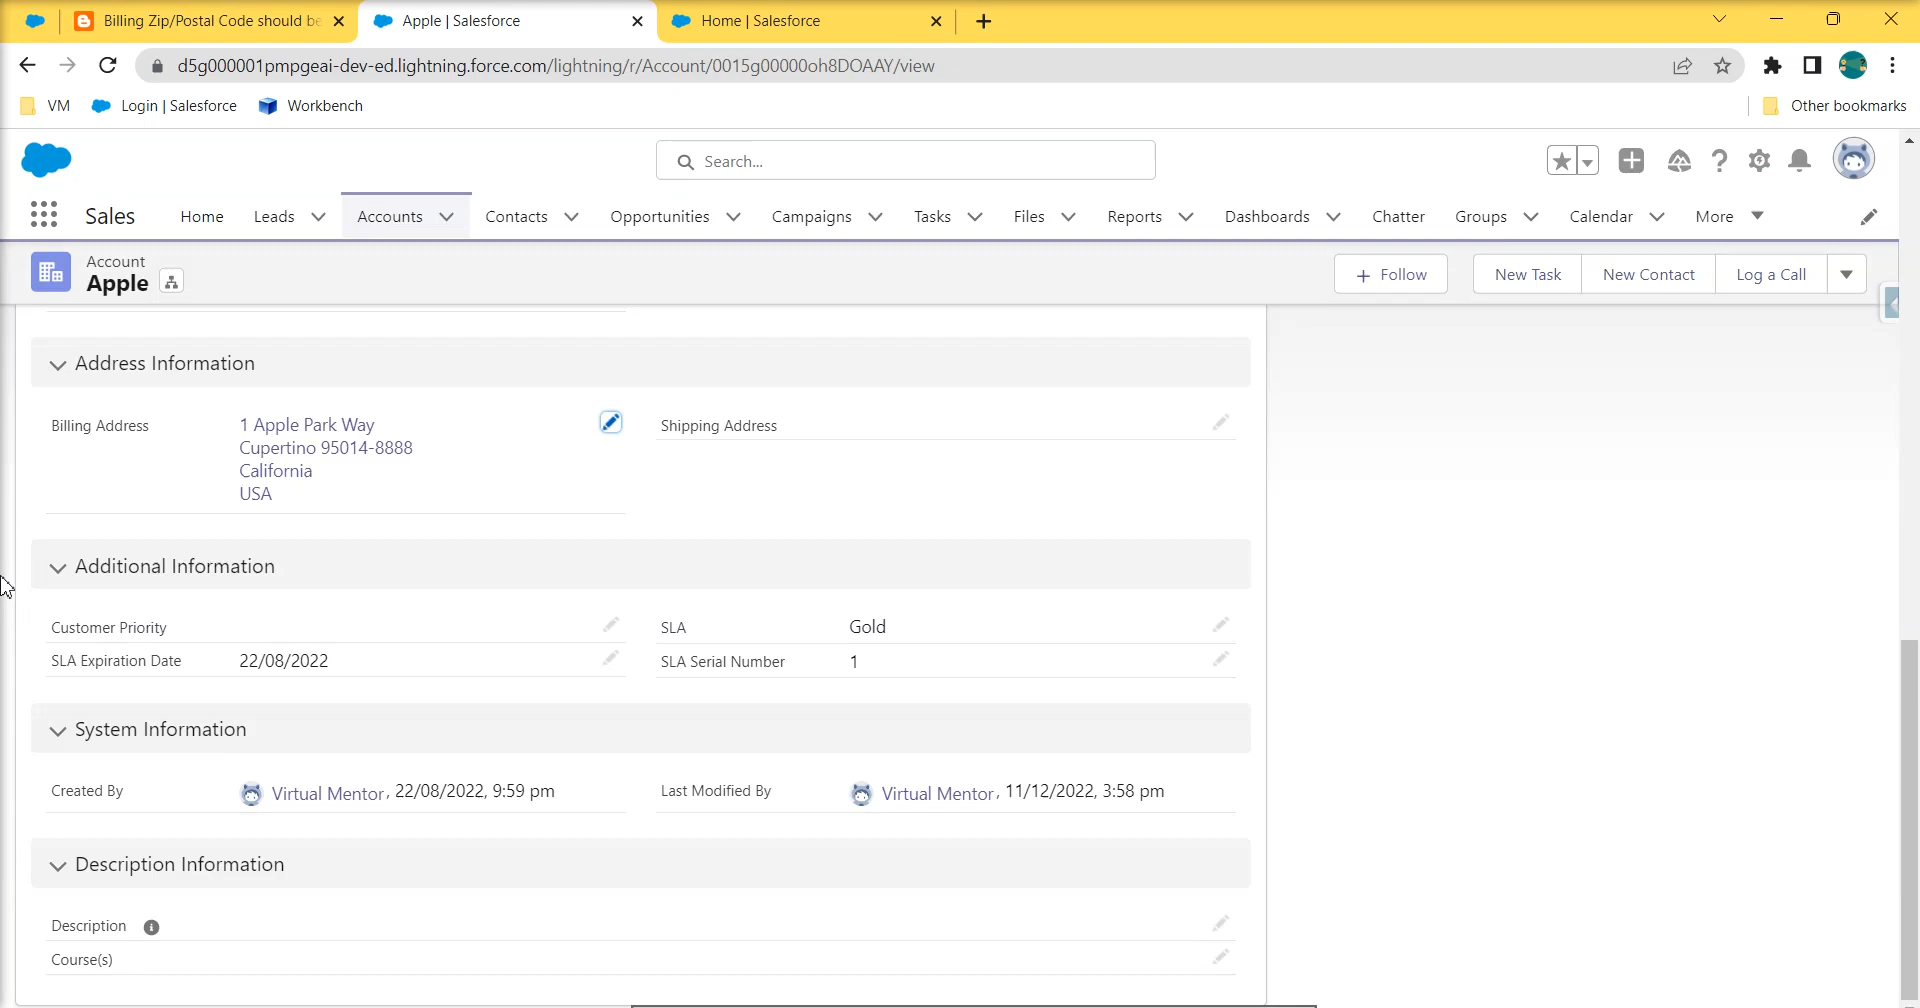 Billing Zip/Postal Code should be
Apple | Salesforce
Home | Salesforce
d5g000001pmpgeai-dev-ed.lightning.force.com/lightning/r/Account/0015g00000oh8DOAAY/view
VM
Login | Salesforce
Workbench
Other bookmarks
Search...
Sales
Home
Leads
Accounts
Contacts
Opportunities
Campaigns
Tasks
Files
Reports
Dashboards
Chatter
Groups
Calendar
More
Account
Apple
+ Follow
New Task
New Contact
Log a Call
Address Information
Billing Address
1 Apple Park Way
Cupertino 95014-8888
California
USA
Shipping Address
Additional Information
Customer Priority
SLA
Gold
SLA Expiration Date
22/08/2022
SLA Serial Number
1
System Information
Created By
Virtual Mentor, 22/08/2022, 9:59 pm
Last Modified By
Virtual Mentor, 11/12/2022, 3:58 pm
Description Information
Description
Course(s)